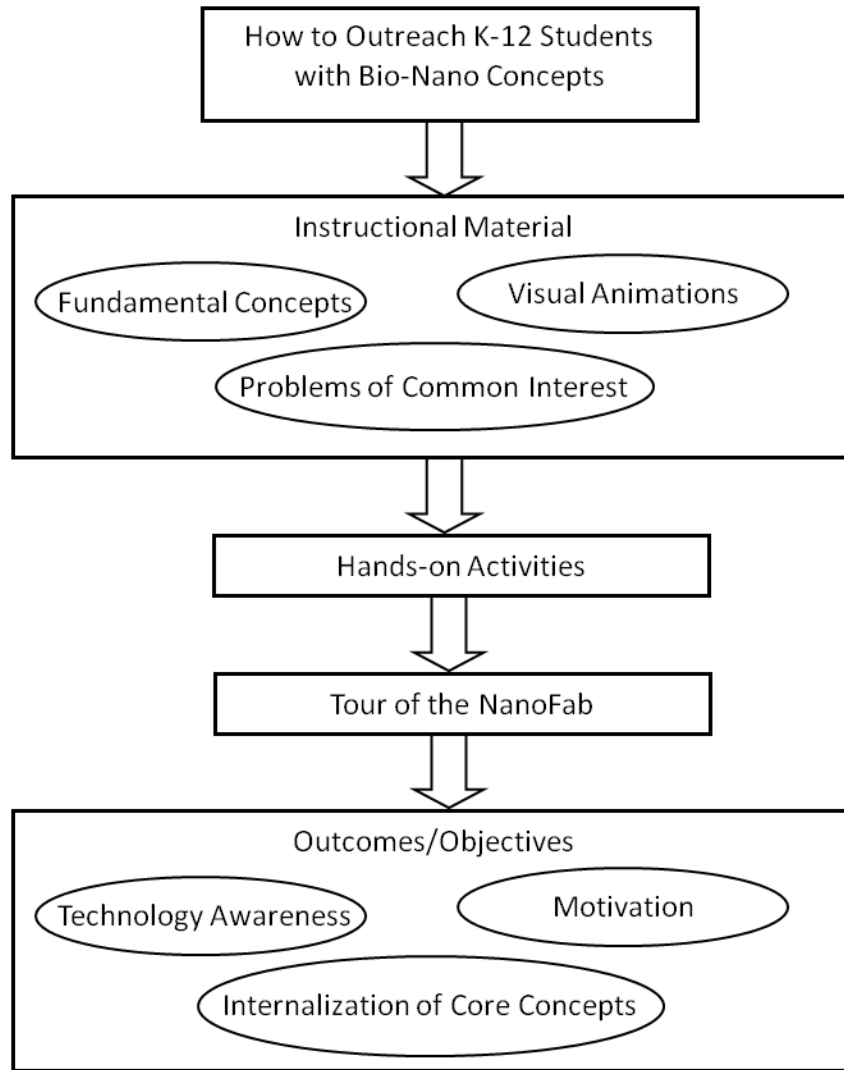 How to Outreach K-12 Students
with Bio-Nano Concepts
Instructional Material
Fundamental Concepts
Visual Animations
Problems of Common Interest
Hands-on Activities
Tour of the NanoFab
Outcomes/Objectives
Technology Awareness
Motivation
Internalization of Core Concepts